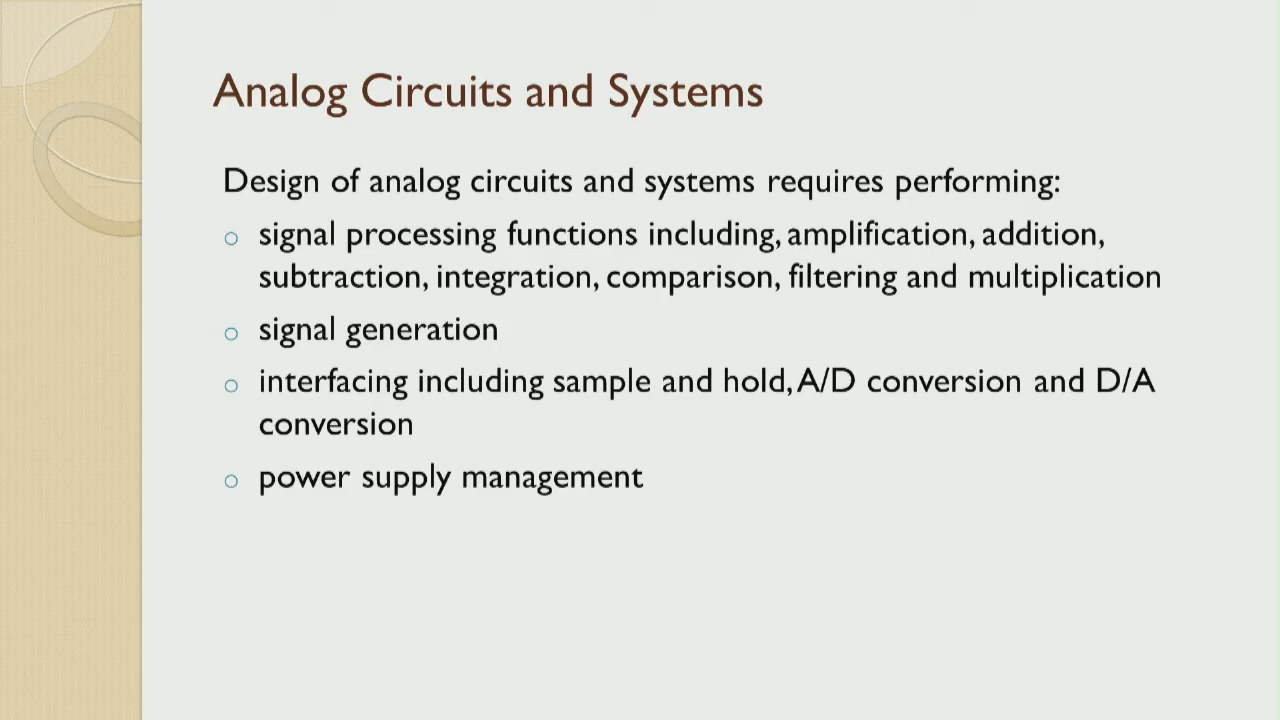 Analog Circuits and Systems
Design of analog circuits and systems requires performing:
signal processing functions including, amplification, addition,
subtraction, integration, comparison, filtering and multiplication
signal generation
interfacing including sample and hold, A/D conversion and D/A
conversion
power supply management